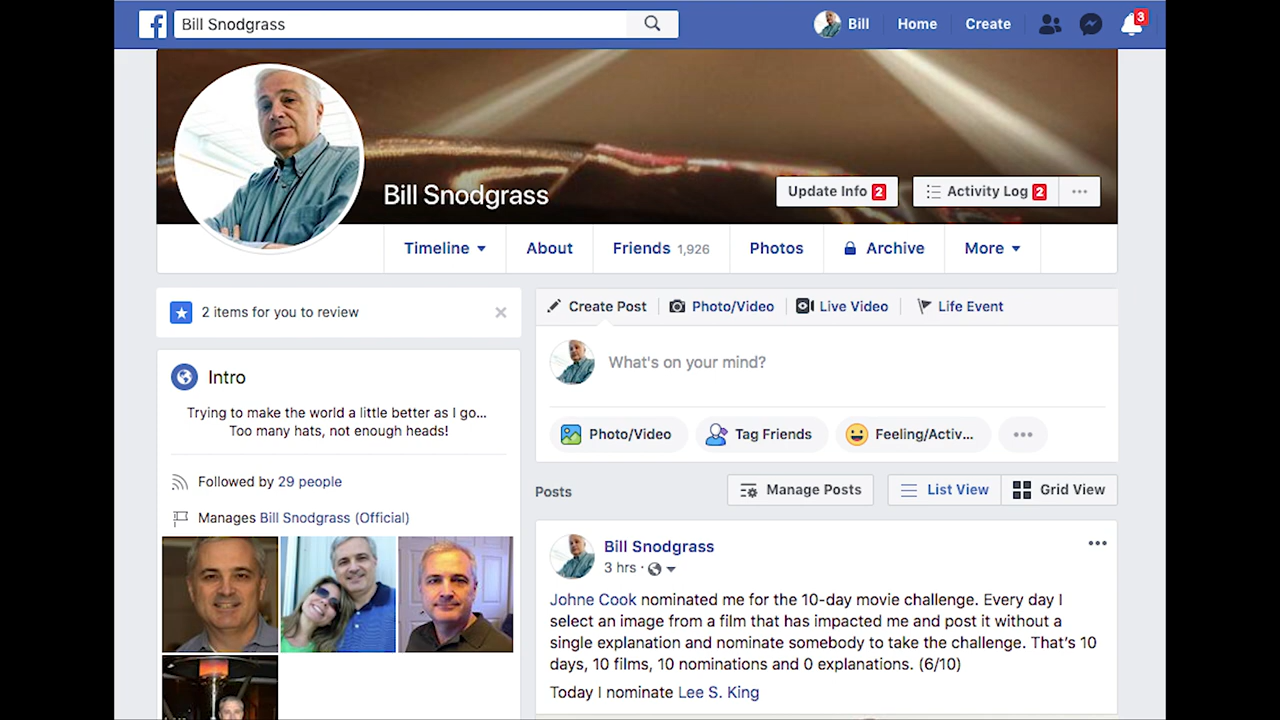 Bill Snodgrass
Bill
Home
Create
3
Bill Snodgrass
Update Info 2
Activity Log 2
Timeline
About
Friends 1,926
Photos
Archive
More
2 items for you to review
Create Post
Photo/Video
Live Video
Life Event
What's on your mind?
Photo/Video
Tag Friends
Feeling/Activ...
Intro
Trying to make the world a little better as I go...
Too many hats, not enough heads!
Followed by 29 people
Manages Bill Snodgrass (Official)
Posts
Manage Posts
List View
Grid View
Bill Snodgrass
3 hrs ·
Johne Cook nominated me for the 10-day movie challenge. Every day I
select an image from a film that has impacted me and post it without a
single explanation and nominate somebody to take the challenge. That's 10
days, 10 films, 10 nominations and 0 explanations. (6/10)
Today I nominate Lee S. King